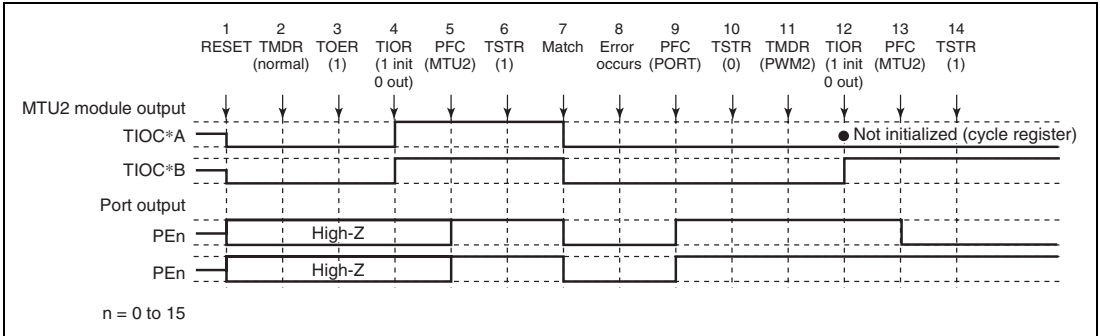 1 2 3 4 5 6 7 8 9 10 11 12 13 14
RESET TMDR TOER TIOR PFC TSTR Match Error PFC TSTR TMDR TIOR PFC TSTR
(normal) (1) (1 init (MTU2) (1) occurs (PORT) (0) (PWM2) (1 init (MTU2) (1)
0 out) 0 out)
MTU2 module output
TIOC*A ● Not initialized (cycle register)
TIOC*B
Port output
PEn High-Z
PEn High-Z
n = 0 to 15